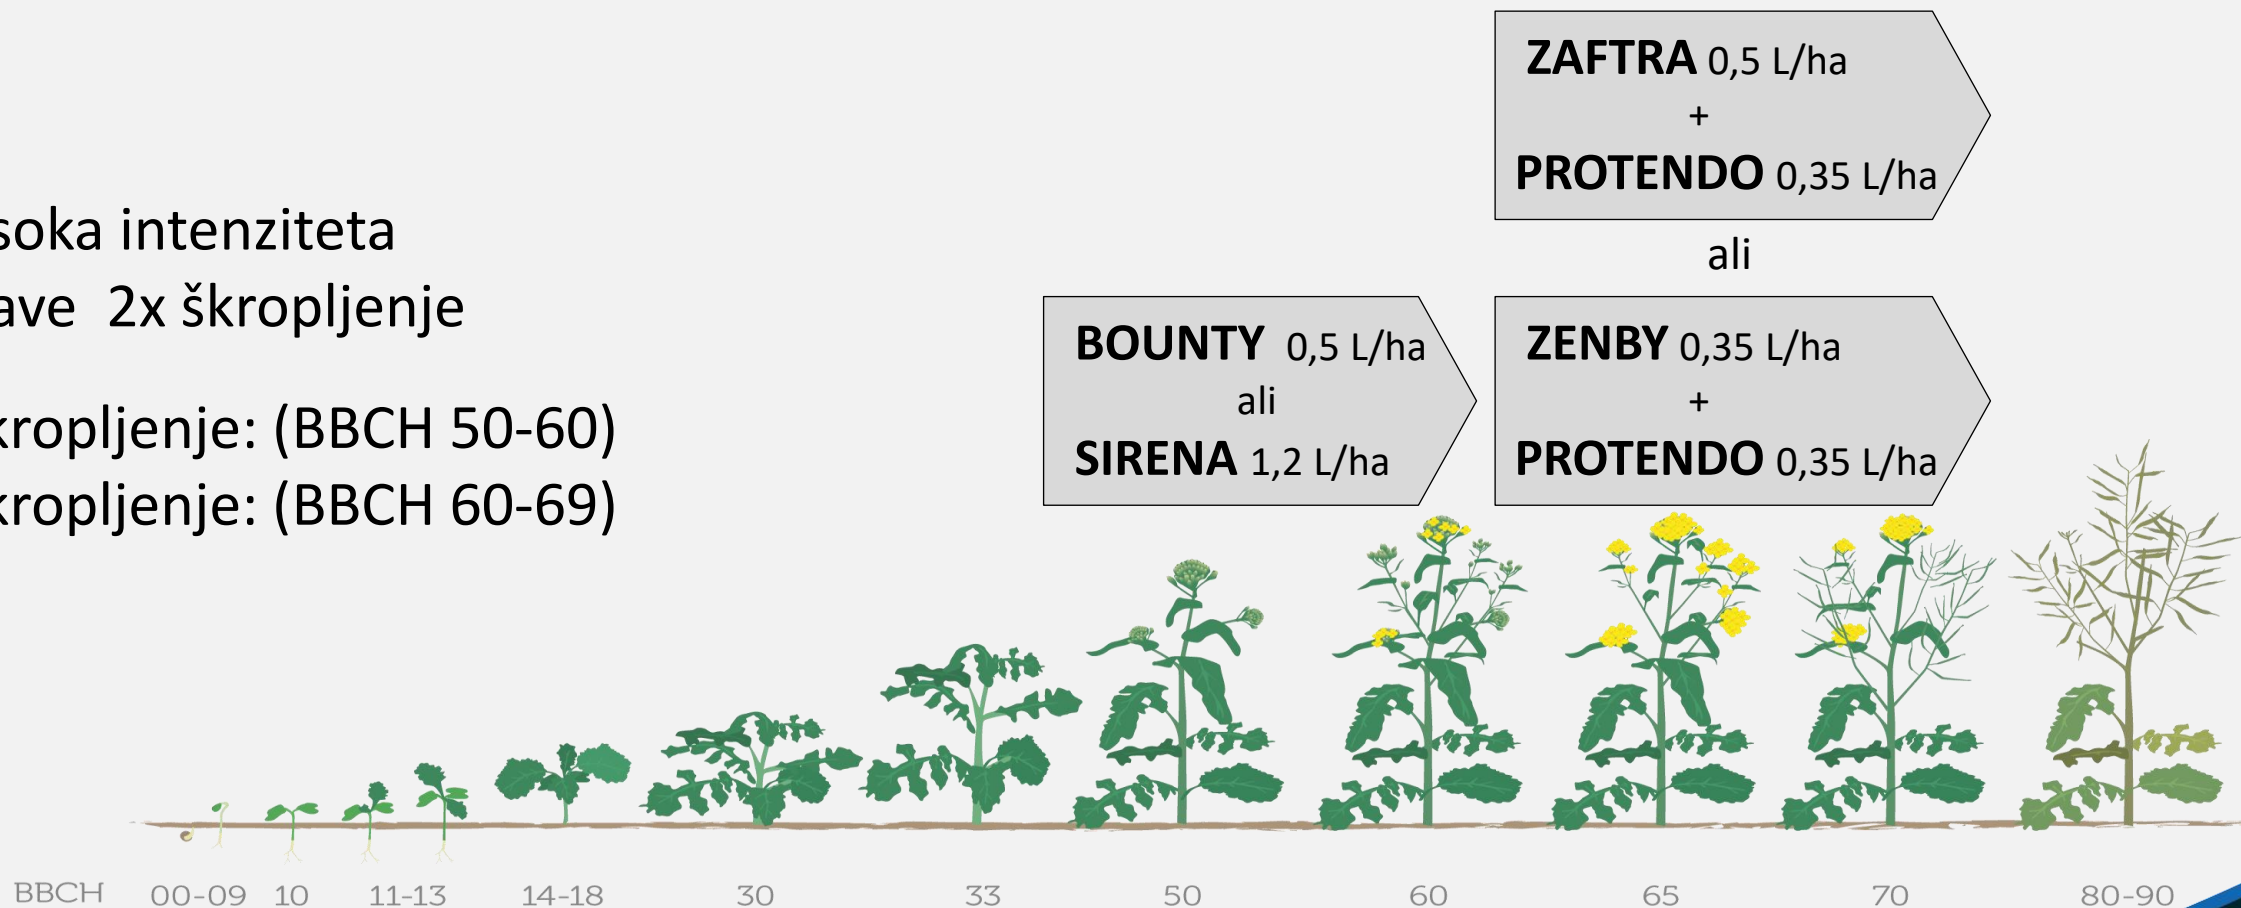 soka intenziteta
ave 2x škropljenje
kropljenje: (BBCH 50-60)
kropljenje: (BBCH 60-69)
BOUNTY 0,5 L/ha
ali
SIRENA 1,2 L/ha
ZAFTRA 0,5 L/ha
+
PROTENDO 0,35 L/ha
ali
ZENBY 0,35 L/ha
+
PROTENDO 0,35 L/ha
BBCH 00-09 10 11-13 14-18 30 33 50 60 65 70 80-90